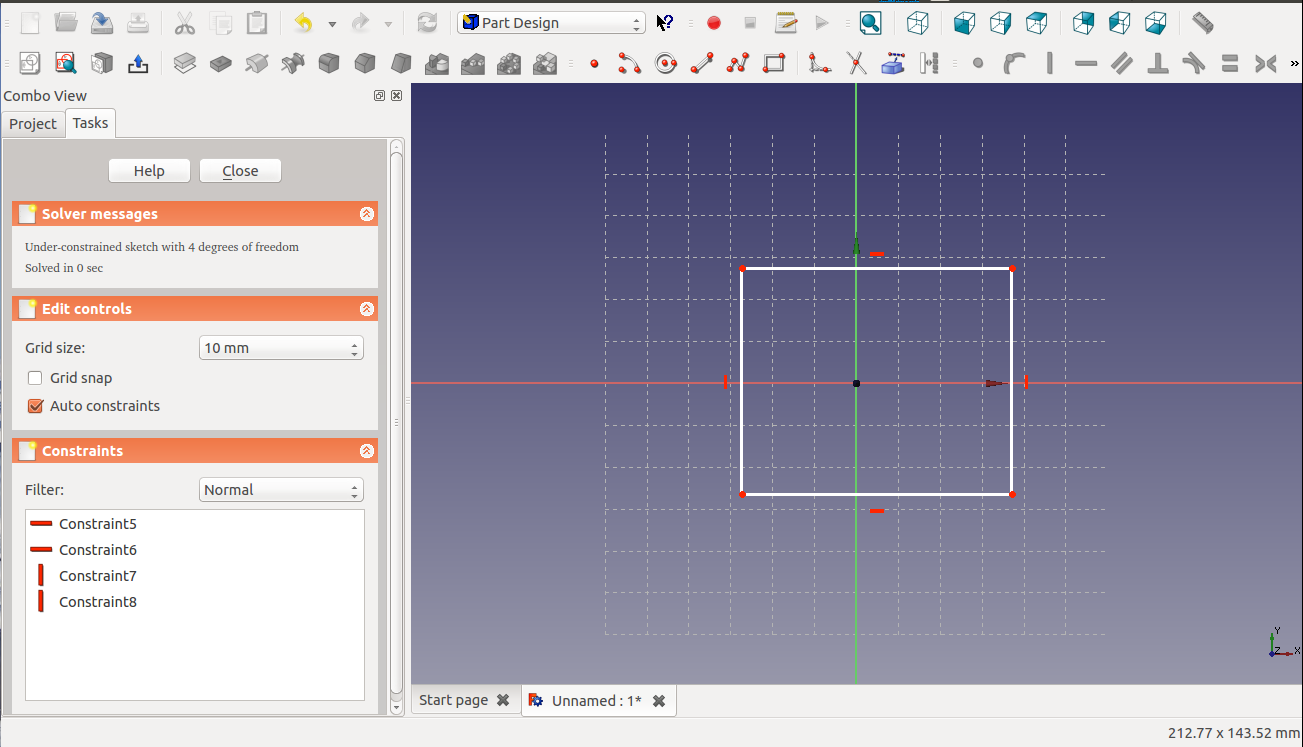 Part Design
Combo View
Project
Tasks
Help
Close
Solver messages
Under-constrained sketch with 4 degrees of freedom
Solved in 0 sec
Edit controls
Grid size:
10 mm
Grid snap
Auto constraints
Constraints
Filter:
Normal
Constraint5
Constraint6
Constraint7
Constraint8
Y
Z
X
Start page
Unnamed : 1*
212.77 x 143.52 mm